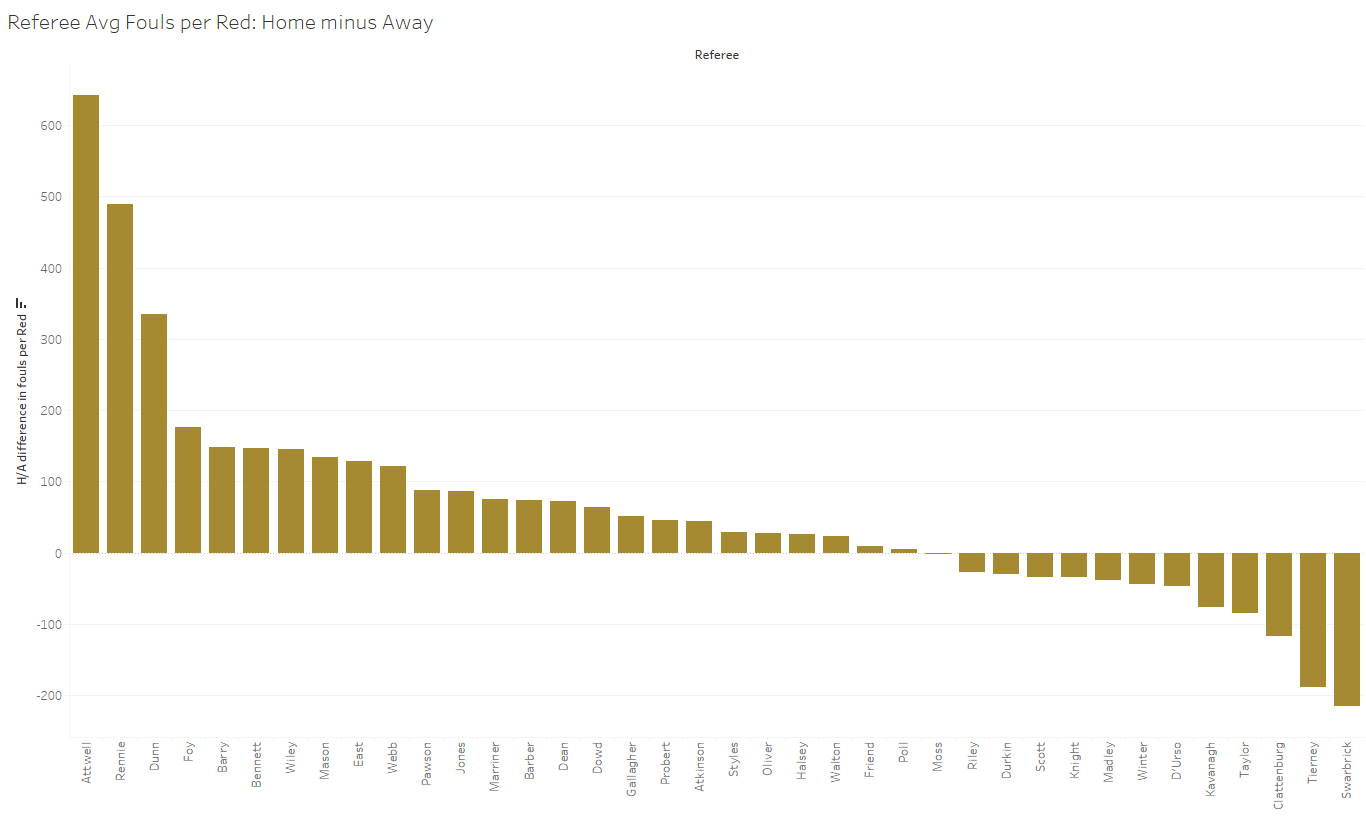 Referee Avg Fouls per Red: Home minus Away
Referee
H/A difference in fouls per Red
600
500
400
300
200
100
0
-100
-200
Attwell
Rennie
Dunn
Foy
Barry
Bennett
Wiley
Mason
East
Webb
Pawson
Jones
Marriner
Barber
Dean
Dowd
Gallagher
Probert
Atkinson
Styles
Oliver
Halsey
Walton
Friend
Poll
Moss
Riley
Durkin
Scott
Knight
Madley
Winter
D'Urso
Kavanagh
Taylor
Clattenburg
Tierney
Swarbrick